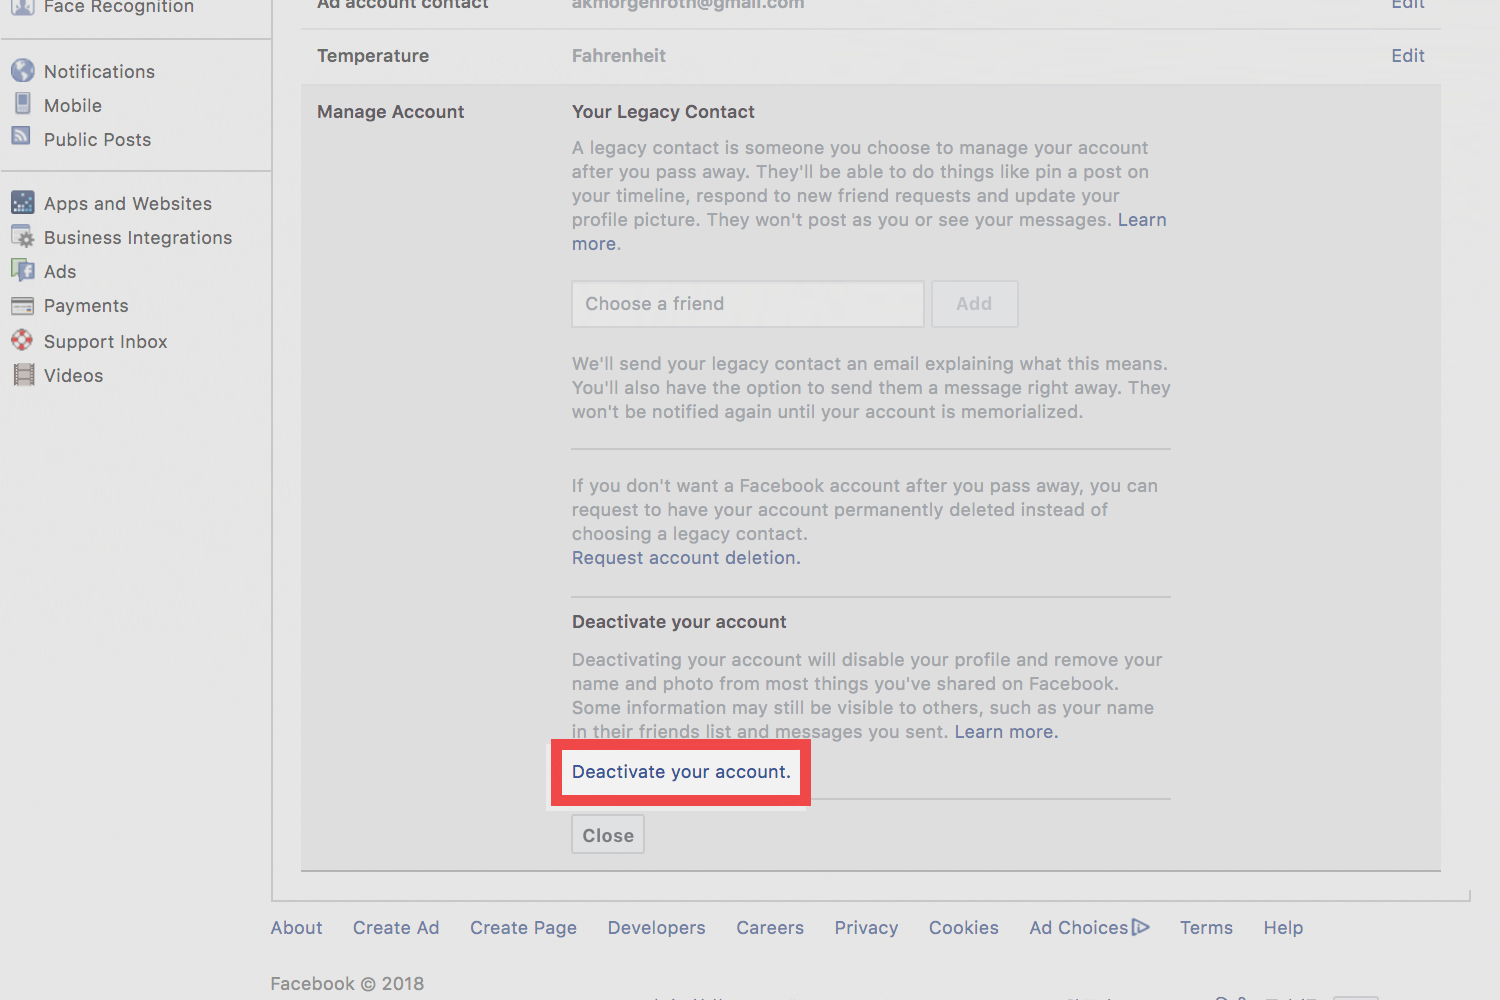 Face Recognition
Notifications
Mobile
Public Posts
Apps and Websites
Business Integrations
Ads
Payments
Support Inbox
Videos
Ad account contact akmorgenroth@gmail.com Edit
Temperature Fahrenheit Edit
Manage Account
Your Legacy Contact
A legacy contact is someone you choose to manage your account
after you pass away. They'll be able to do things like pin a post on
your timeline, respond to new friend requests and update your
profile picture. They won't post as you or see your messages. Learn
more.
Choose a friend Add
We'll send your legacy contact an email explaining what this means.
You'll also have the option to send them a message right away. They
won't be notified again until your account is memorialized.
If you don't want a Facebook account after you pass away, you can
request to have your account permanently deleted instead of
choosing a legacy contact.
Request account deletion.
Deactivate your account
Deactivating your account will disable your profile and remove your
name and photo from most things you've shared on Facebook.
Some information may still be visible to others, such as your name
in their friends list and messages you sent. Learn more.
Deactivate your account.
Close
About Create Ad Create Page Developers Careers Privacy Cookies Ad Choices Terms Help
Facebook © 2018